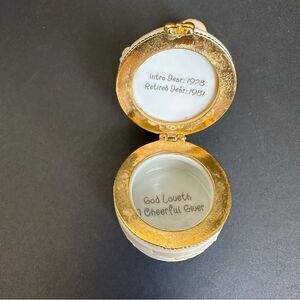 Intro Year: 1978
Retired Year: 1981
God Loveth
A Cheerful Giver